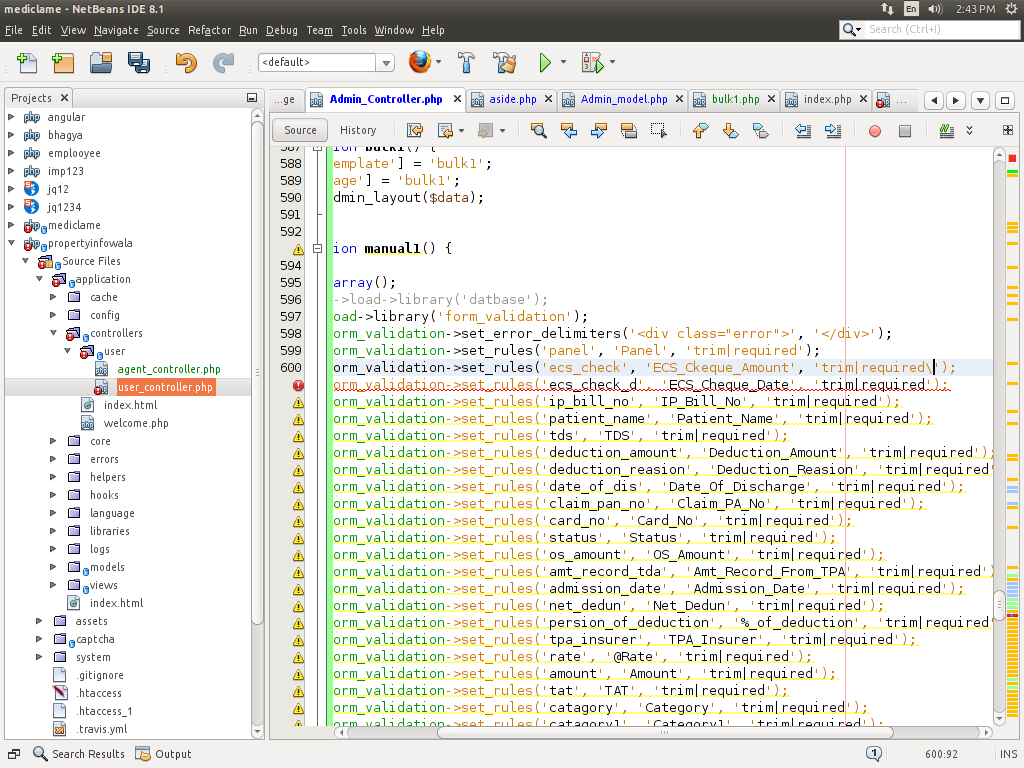 mediclame - NetBeans IDE 8.1
En
2:43 PM
File Edit View Navigate Source Refactor Run Debug Team Tools Window Help
Search (Ctrl+I)
<default>
Projects
...ge
Admin_Controller.php
aside.php
Admin_model.php
bulk1.php
index.php
...
Source
History
angular
bhagya
emplooyee
imp123
jq12
jq1234
mediclame
propertyinfowala
Source Files
application
cache
config
controllers
user
agent_controller.php
user_controller.php
index.html
welcome.php
core
errors
helpers
hooks
language
libraries
logs
models
views
index.html
assets
captcha
system
.gitignore
.htaccess
.htaccess_1
.travis.yml
587 ion bulk1() {
588 emplate'] = 'bulk1';
589 age'] = 'bulk1';
590 dmin_layout($data);
591
592
ion manual1() {
594
595 array();
596 ->load->library('datbase');
597 oad->library('form_validation');
598 orm_validation->set_error_delimiters('<div class="error">', '</div>');
599 orm_validation->set_rules('panel', 'Panel', 'trim|required');
600 orm_validation->set_rules('ecs_check', 'ECS_Ckeque_Amount', 'trim|required\');
orm_validation->set_rules('ecs_check_d', 'ECS_Cheque_Date', 'trim|required');
orm_validation->set_rules('ip_bill_no', 'IP_Bill_No', 'trim|required');
orm_validation->set_rules('patient_name', 'Patient_Name', 'trim|required');
orm_validation->set_rules('tds', 'TDS', 'trim|required');
orm_validation->set_rules('deduction_amount', 'Deduction_Amount', 'trim|required');
orm_validation->set_rules('deduction_reasion', 'Deduction_Reasion', 'trim|required'
orm_validation->set_rules('date_of_dis', 'Date_Of_Discharge', 'trim|required');
orm_validation->set_rules('claim_pan_no', 'Claim_PA_No', 'trim|required');
orm_validation->set_rules('card_no', 'Card_No', 'trim|required');
orm_validation->set_rules('status', 'Status', 'trim|required');
orm_validation->set_rules('os_amount', 'OS_Amount', 'trim|required');
orm_validation->set_rules('amt_record_tda', 'Amt_Record_From_TPA', 'trim|required')
orm_validation->set_rules('admission_date', 'Admission_Date', 'trim|required');
orm_validation->set_rules('net_dedun', 'Net_Dedun', 'trim|required');
orm_validation->set_rules('persion_of_deduction', '%_of_deduction', 'trim|required'
orm_validation->set_rules('tpa_insurer', 'TPA_Insurer', 'trim|required');
orm_validation->set_rules('rate', '@Rate', 'trim|required');
orm_validation->set_rules('amount', 'Amount', 'trim|required');
orm_validation->set_rules('tat', 'TAT', 'trim|required');
orm_validation->set_rules('catagory', 'Category', 'trim|required');
orm_validation->set_rules('catagory1', 'Category1', 'trim|required');
Search Results
Output
1
600:92
INS